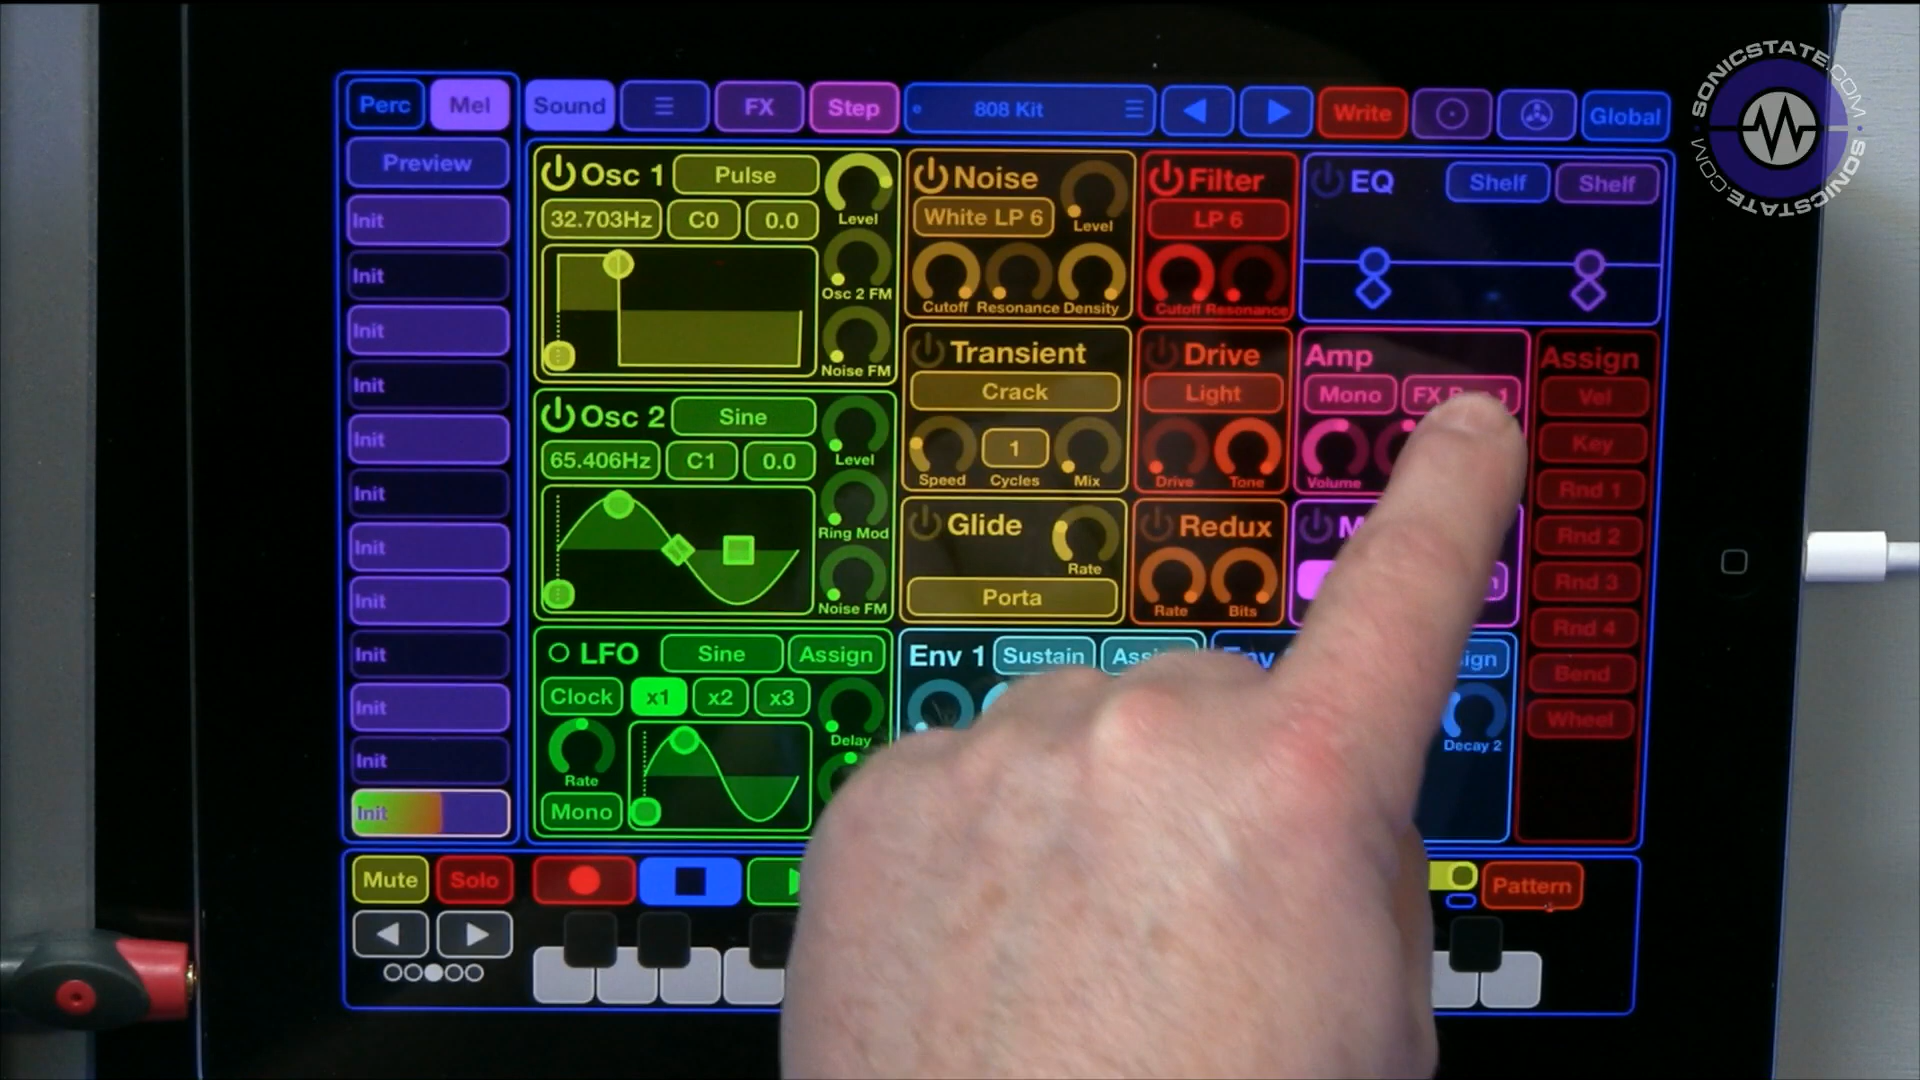 Perc Mel Sound FX Step 808 Kit Write Global
SONICSTATE.COM
SONICSTATE.COM
Preview
Init
Init
Init
Init
Init
Init
Init
Init
Init
Init
Init
Init
Osc 1 Pulse
32.703Hz C0 0.0
Level
Osc 2 FM
Noise FM
Osc 2 Sine
65.406Hz C1 0.0
Level
Ring Mod
Noise FM
LFO Sine Assign
Clock x1 x2 x3
Delay
Rate
Mono
Noise
White LP 6
Level
Cutoff Resonance Density
Transient
Crack
Speed 1 Cycles Mix
Glide
Rate
Porta
Filter
LP 6
Cutoff Resonance
Drive
Light
Drive Tone
Redux
Rate Bits
EQ Shelf Shelf
Amp
Mono FX
Volume
Env 1 Sustain
Decay 2
Assign
Vel
Key
Rnd 1
Rnd 2
Rnd 3
Rnd 4
Bend
Wheel
Mute Solo Pattern